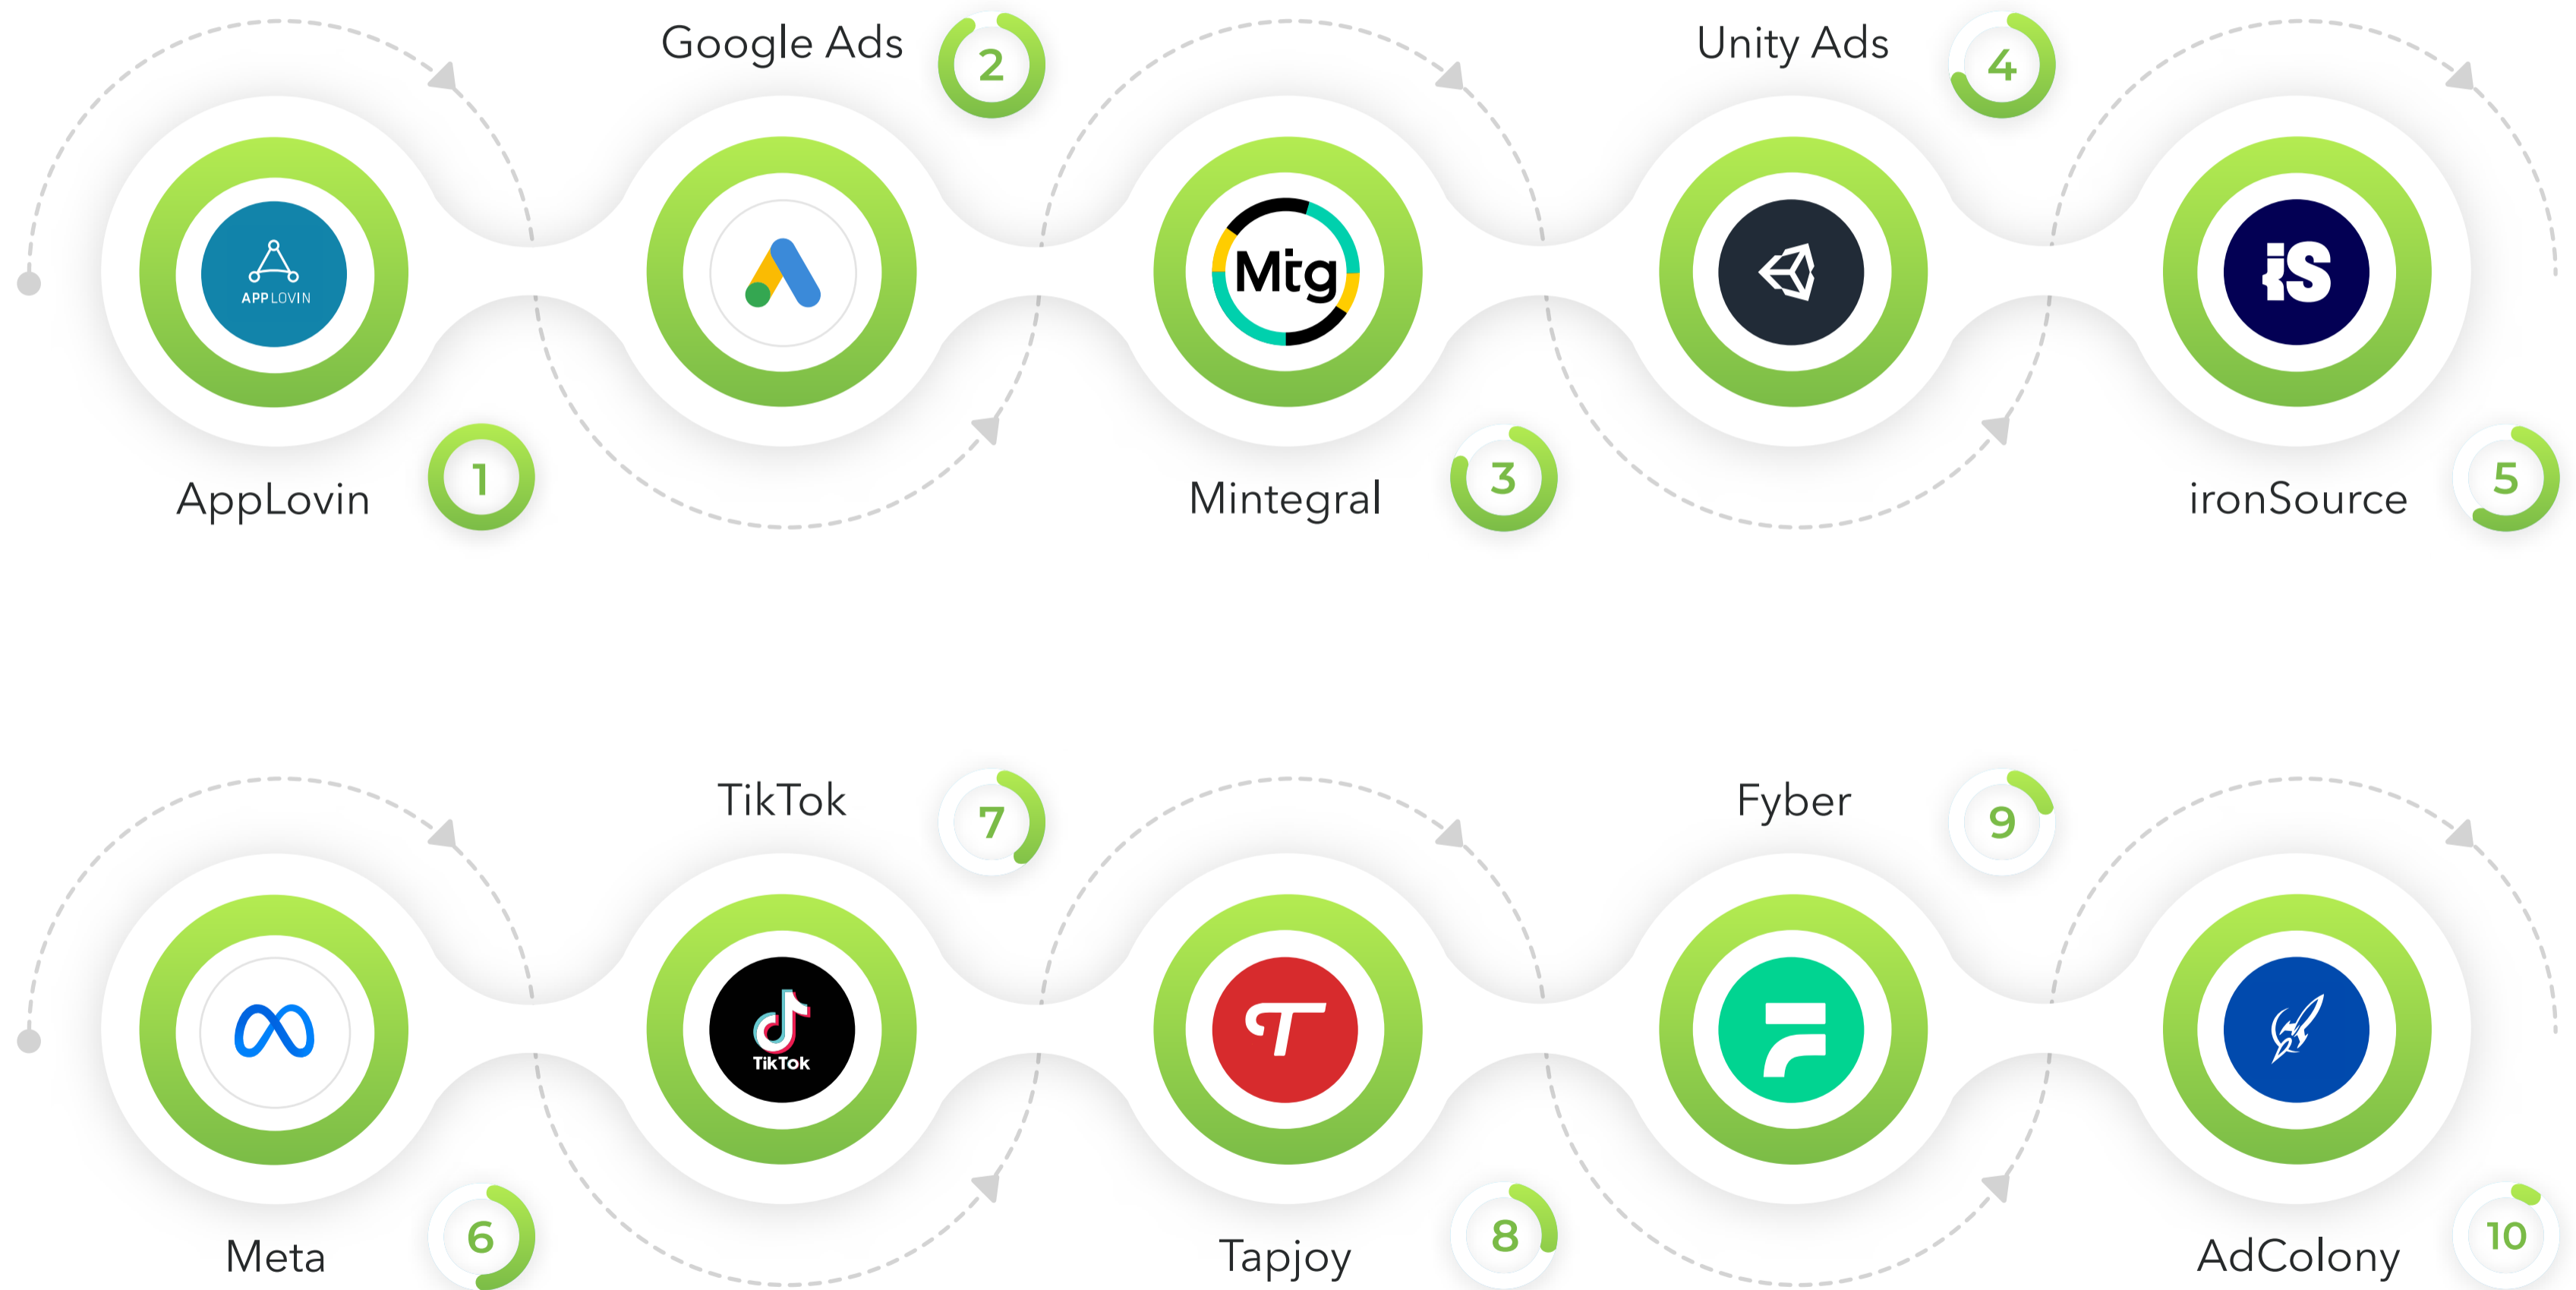 APPLOVIN
AppLovin
1
Google Ads
2
Mtg
Mintegral
3
Unity Ads
4
iS
ironSource
5
Meta
6
TikTok
7
TikTok
Tapjoy
8
Fyber
9
AdColony
10